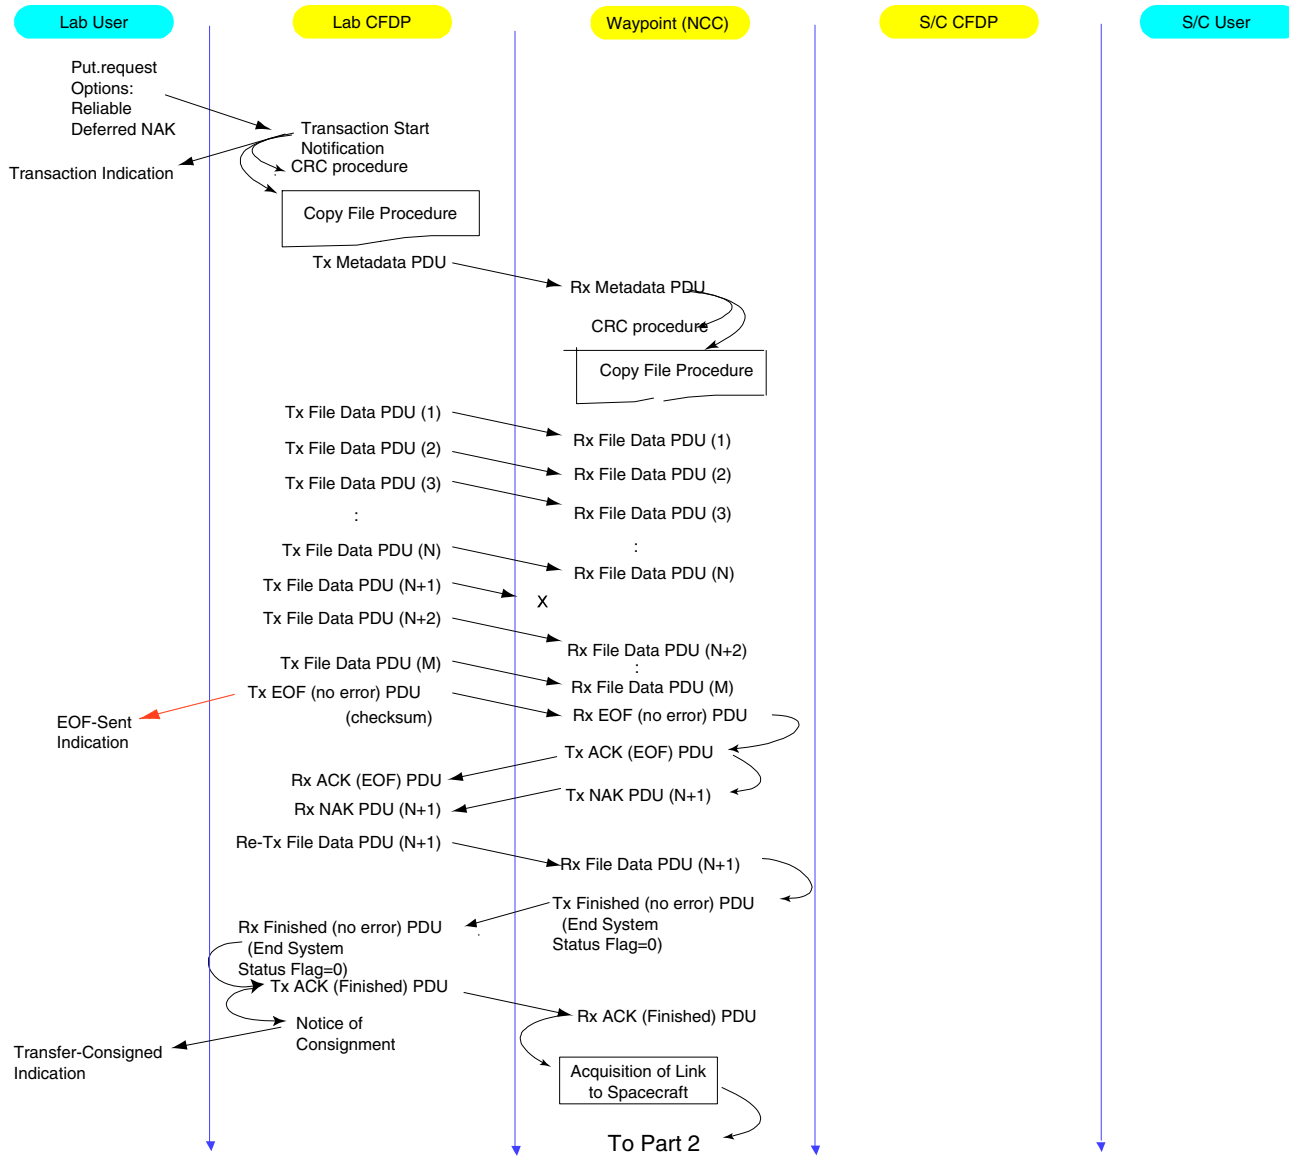 Lab User
Lab CFDP
Waypoint (NCC)
S/C CFDP
S/C User
Put.request
Options:
Reliable
Deferred NAK
Transaction Start
Notification
CRC procedure
Transaction Indication
Copy File Procedure
Tx Metadata PDU
Rx Metadata PDU
CRC procedure
Copy File Procedure
Tx File Data PDU (1)
Rx File Data PDU (1)
Tx File Data PDU (2)
Rx File Data PDU (2)
Tx File Data PDU (3)
Rx File Data PDU (3)
:
:
Tx File Data PDU (N)
Rx File Data PDU (N)
Tx File Data PDU (N+1)
X
Tx File Data PDU (N+2)
Rx File Data PDU (N+2)
:
Tx File Data PDU (M)
Rx File Data PDU (M)
Tx EOF (no error) PDU
(checksum)
Rx EOF (no error) PDU
EOF-Sent
Indication
Tx ACK (EOF) PDU
Rx ACK (EOF) PDU
Tx NAK PDU (N+1)
Rx NAK PDU (N+1)
Re-Tx File Data PDU (N+1)
Rx File Data PDU (N+1)
Tx Finished (no error) PDU
(End System
Status Flag=0)
Rx Finished (no error) PDU
(End System
Status Flag=0)
Tx ACK (Finished) PDU
Rx ACK (Finished) PDU
Notice of
Consignment
Transfer-Consigned
Indication
Acquisition of Link
to Spacecraft
To Part 2